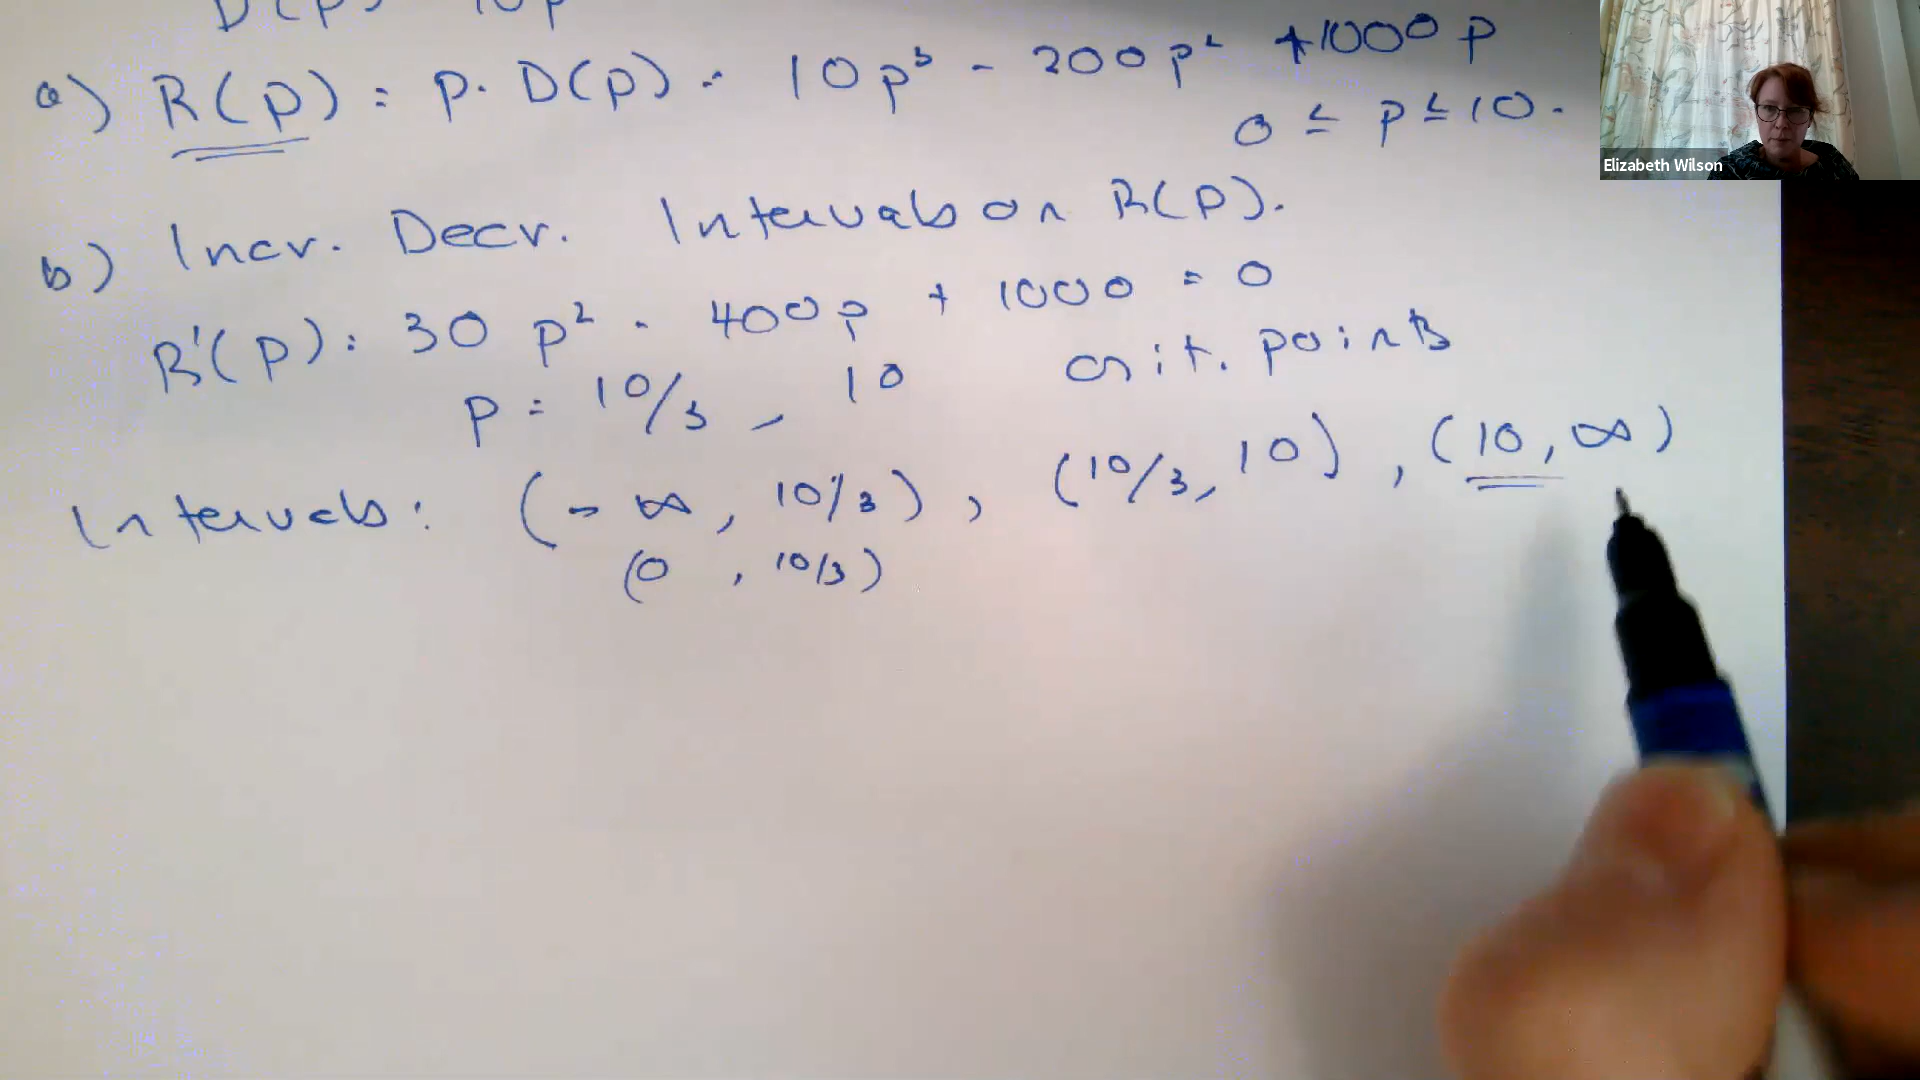 D(p)
a) R(p) = p. D(p) = 10p³ - 200p² +1000p
0 ≤ p ≤ 10.
b) Incr. Decr. Intervals on R(p).
R'(p): 30p² - 400p + 1000 = 0
p = 10/3, 10 crit. points
Intervals: (-∞, 10/3), (10/3, 10), (10, ∞)
(0, 10/3)
Elizabeth Wilson